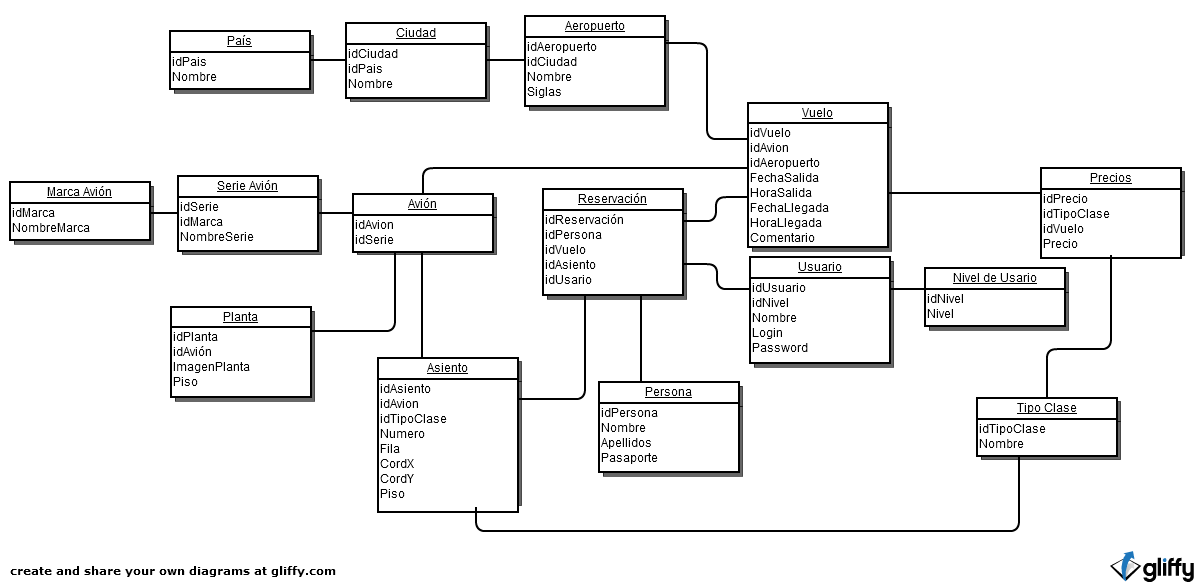 País
idPais
Nombre
Ciudad
idCiudad
idPais
Nombre
Aeropuerto
idAeropuerto
idCiudad
Nombre
Siglas
Vuelo
idVuelo
idAvion
idAeropuerto
FechaSalida
HoraSalida
FechaLlegada
HoraLlegada
Comentario
Precios
idPrecio
idTipoClase
idVuelo
Precio
Marca Avión
idMarca
NombreMarca
Serie Avión
idSerie
idMarca
NombreSerie
Avión
idAvion
idSerie
Reservación
idReservación
idPersona
idVuelo
idAsiento
idUsario
Usuario
idUsuario
idNivel
Nombre
Login
Password
Nivel de Usario
idNivel
Nivel
Planta
idPlanta
idAvión
ImagenPlanta
Piso
Asiento
idAsiento
idAvion
idTipoClase
Numero
Fila
CordX
CordY
Piso
Persona
idPersona
Nombre
Apellidos
Pasaporte
Tipo Clase
idTipoClase
Nombre
create and share your own diagrams at gliffy.com
gliffy